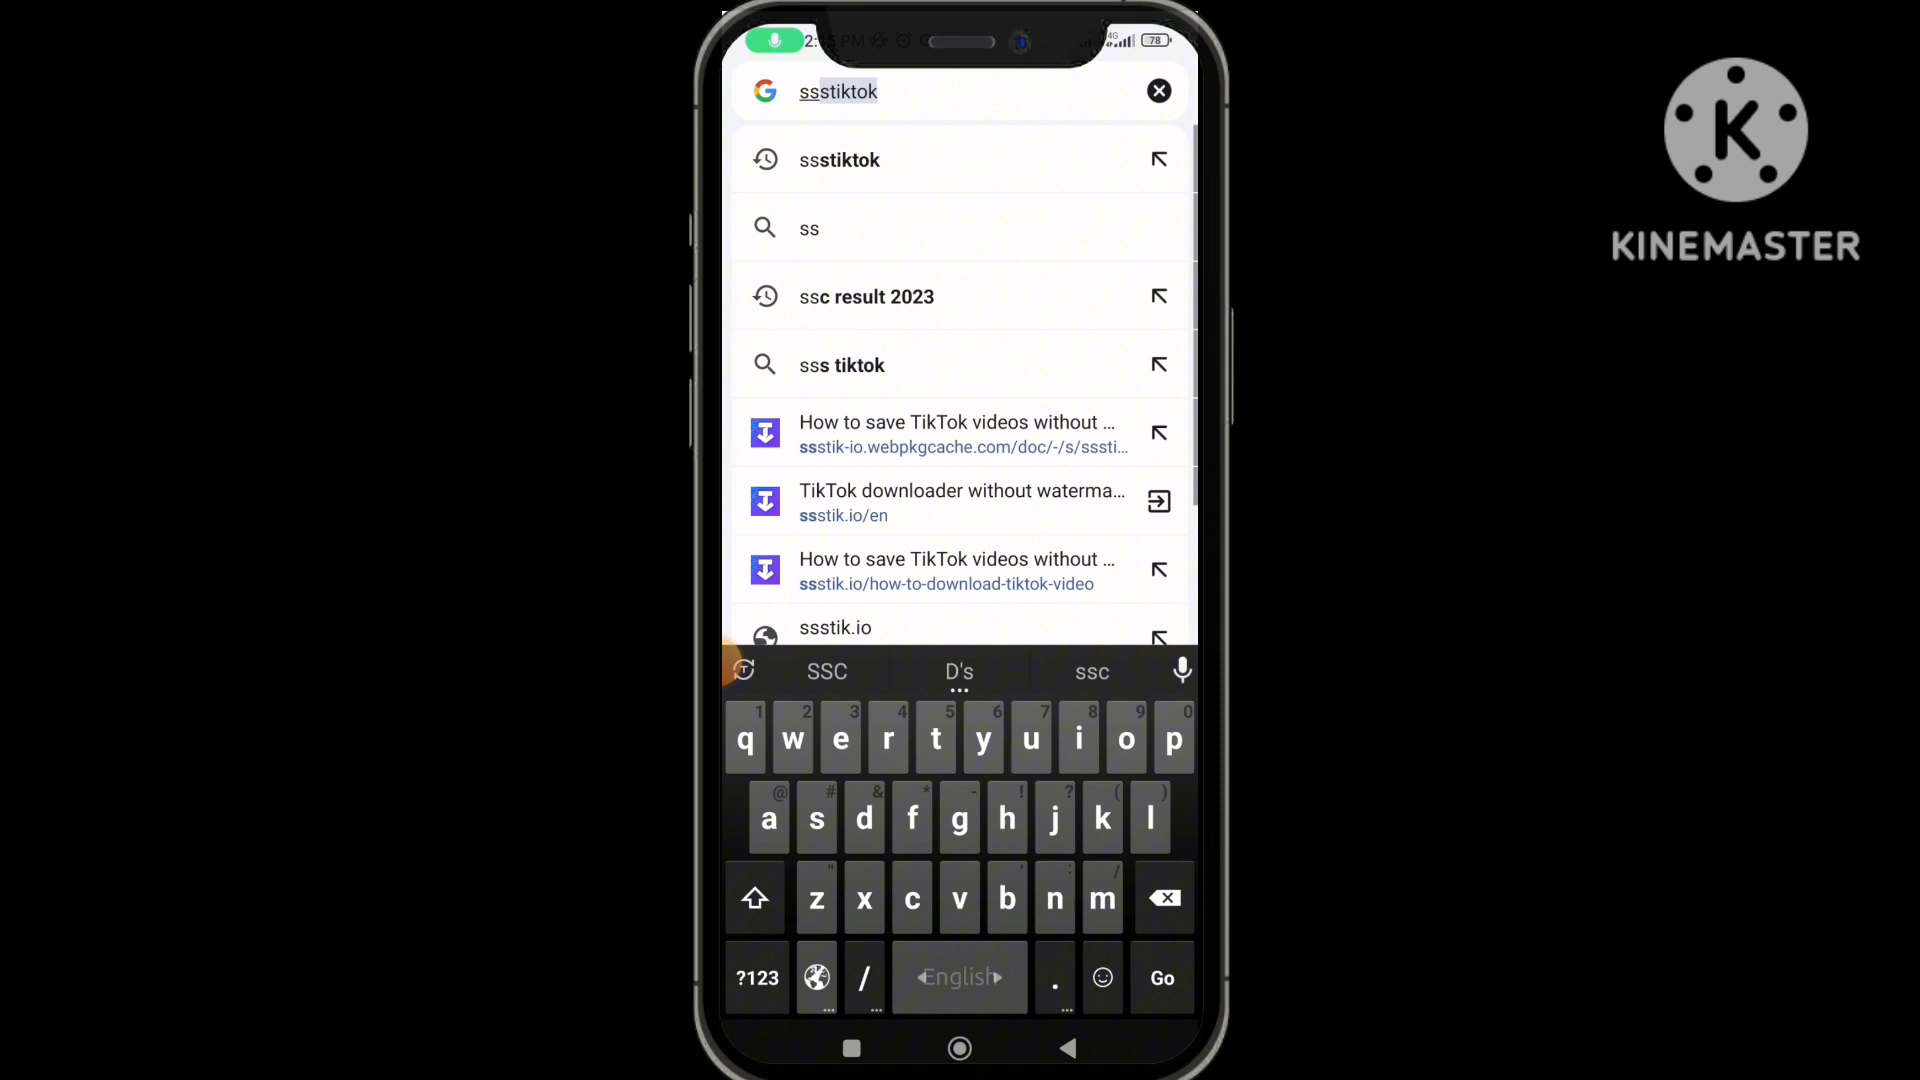 2:15 PM
4G
78
ssstiktok
ssstiktok
ss
ssc result 2023
sss tiktok
How to save TikTok videos without ...
ssstik-io.webpkgcache.com/doc/-/s/sssti...
TikTok downloader without waterma...
ssstik.io/en
How to save TikTok videos without ...
ssstik.io/how-to-download-tiktok-video
ssstik.io
SSC D's ssc
1 2 3 4 5 6 7 8 9 0
q w e r t y u i o p
@ # & * - ! ? ( )
a s d f g h j k l
" ' : /
z x c v b n m
?123 / English . Go
K
KINEMASTER